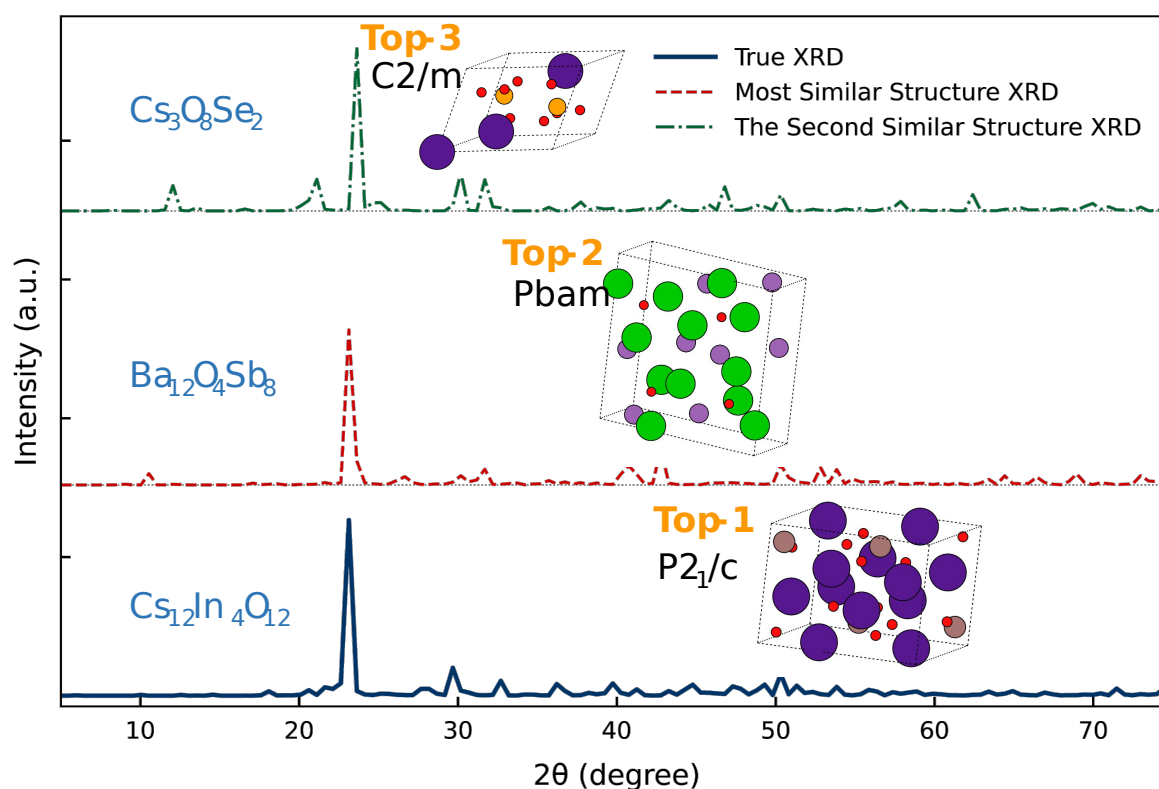 Top-3
C2/m
Cs₃O₈Se₂
True XRD
Most Similar Structure XRD
The Second Similar Structure XRD
Top-2
Pbam
Ba₁₂O₄Sb₈
Top-1
P2₁/c
Cs₁₂In₄O₁₂
Intensity (a.u.)
10 20 30 40 50 60 70
2θ (degree)